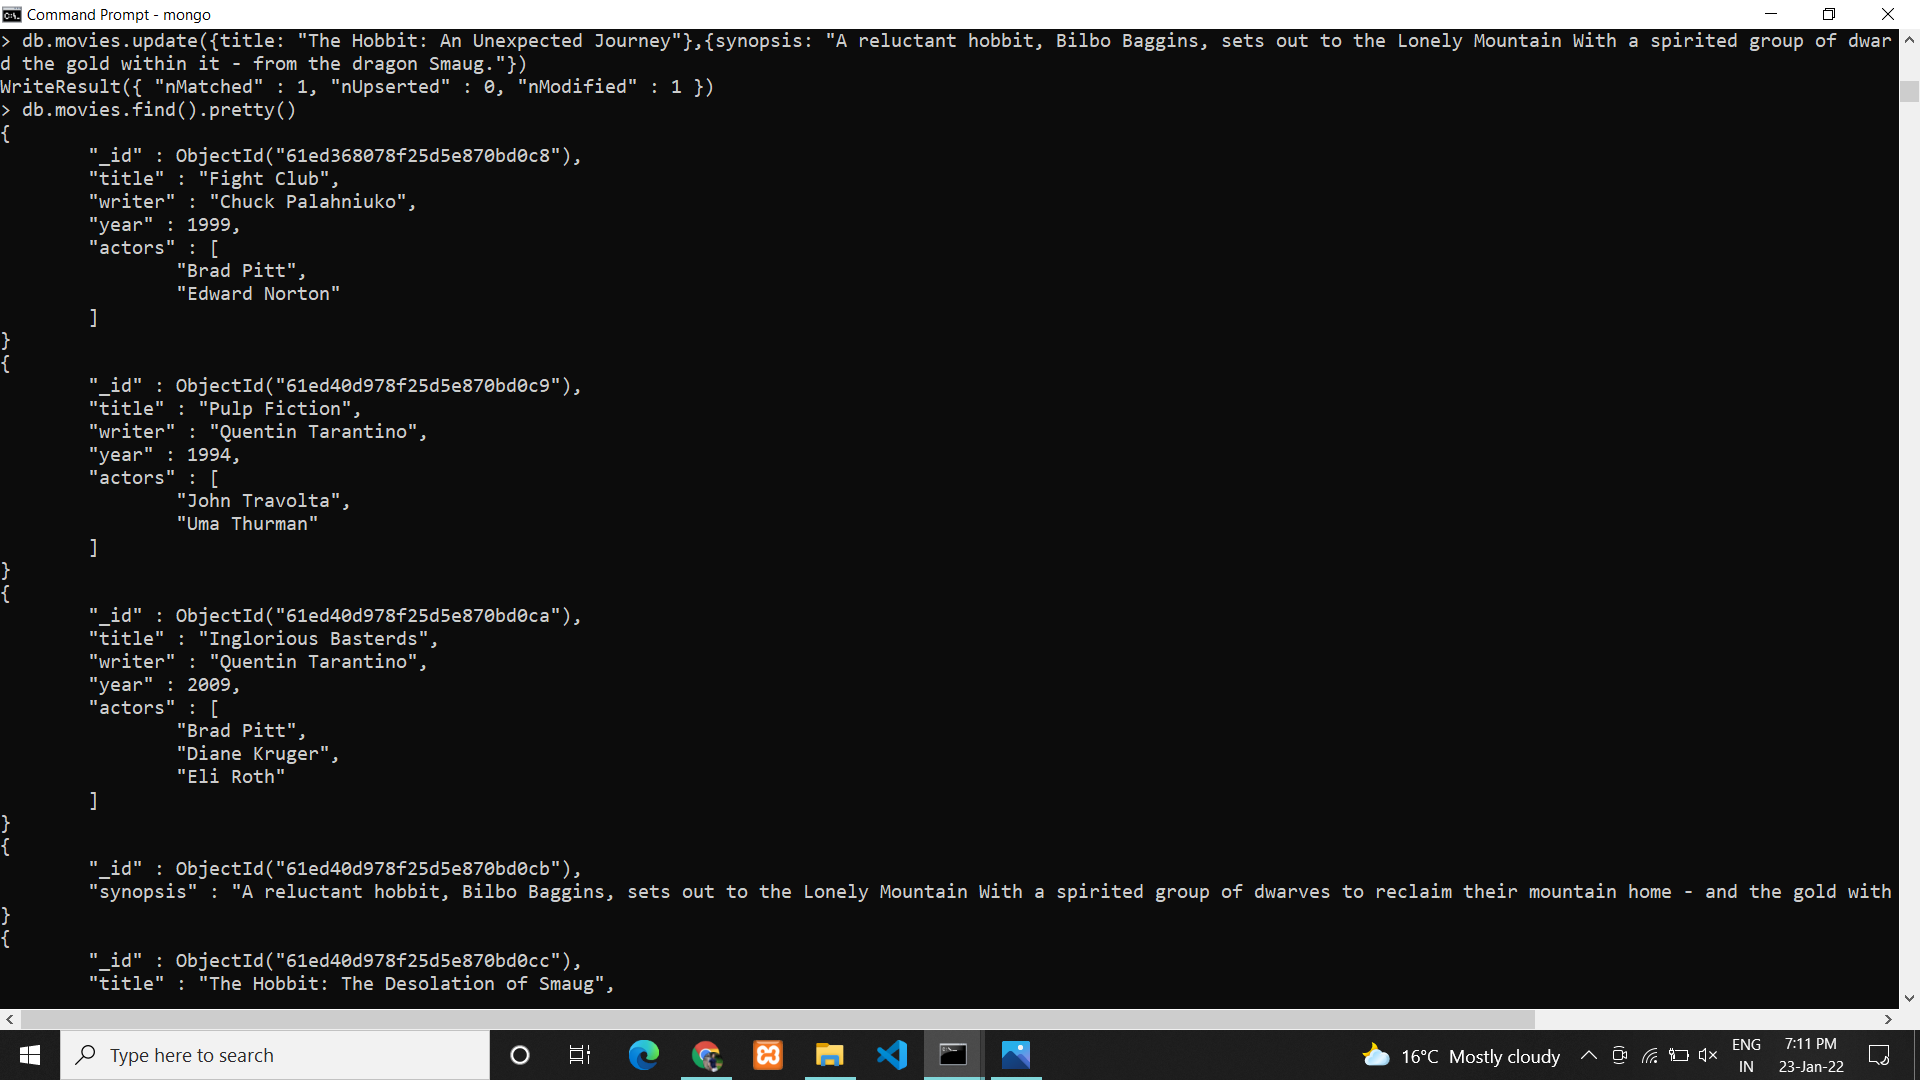 Command Prompt - mongo
> db.movies.update({title: "The Hobbit: An Unexpected Journey"},{synopsis: "A reluctant hobbit, Bilbo Baggins, sets out to the Lonely Mountain With a spirited group of dwar
d the gold within it - from the dragon Smaug."})
WriteResult({ "nMatched" : 1, "nUpserted" : 0, "nModified" : 1 })
> db.movies.find().pretty()
{
"_id" : ObjectId("61ed368078f25d5e870bd0c8"),
"title" : "Fight Club",
"writer" : "Chuck Palahniuko",
"year" : 1999,
"actors" : [
"Brad Pitt",
"Edward Norton"
]
}
{
"_id" : ObjectId("61ed40d978f25d5e870bd0c9"),
"title" : "Pulp Fiction",
"writer" : "Quentin Tarantino",
"year" : 1994,
"actors" : [
"John Travolta",
"Uma Thurman"
]
}
{
"_id" : ObjectId("61ed40d978f25d5e870bd0ca"),
"title" : "Inglorious Basterds",
"writer" : "Quentin Tarantino",
"year" : 2009,
"actors" : [
"Brad Pitt",
"Diane Kruger",
"Eli Roth"
]
}
{
"_id" : ObjectId("61ed40d978f25d5e870bd0cb"),
"synopsis" : "A reluctant hobbit, Bilbo Baggins, sets out to the Lonely Mountain With a spirited group of dwarves to reclaim their mountain home - and the gold with
}
{
"_id" : ObjectId("61ed40d978f25d5e870bd0cc"),
"title" : "The Hobbit: The Desolation of Smaug",
Type here to search
16°C Mostly cloudy
ENG
IN
7:11 PM
23-Jan-22